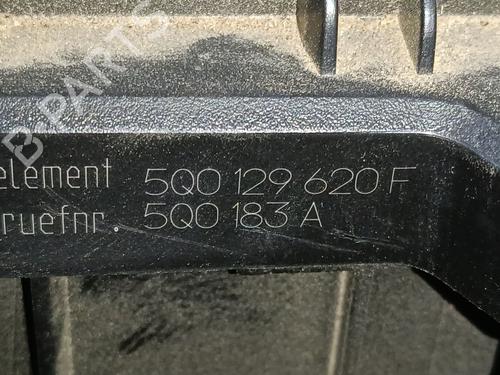 B-PARTS
element 5Q0 129 620 F
ruefnr. 5Q0 183 A